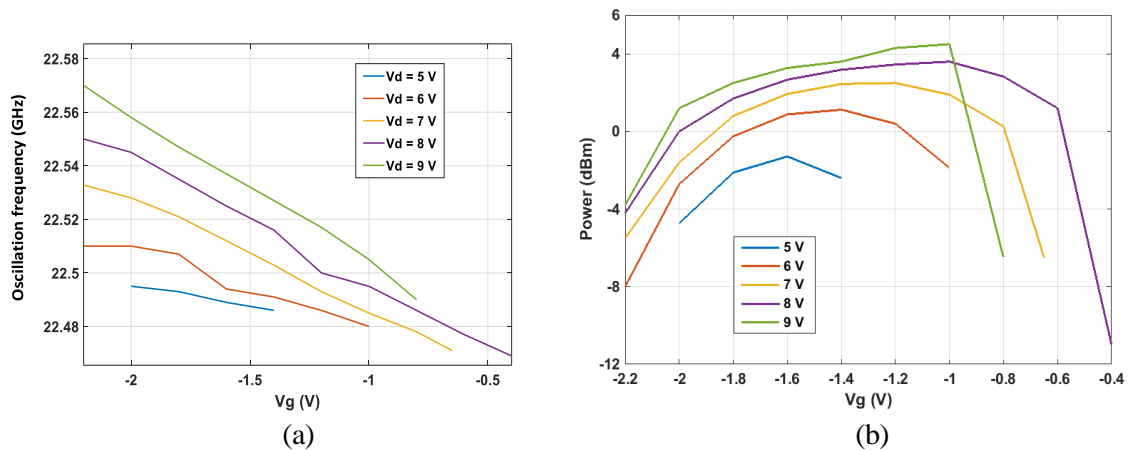 22.58
22.56
22.54
22.52
22.5
22.48
Oscillation frequency (GHz)
Vd = 5 V
Vd = 6 V
Vd = 7 V
Vd = 8 V
Vd = 9 V
-2 -1.5 -1 -0.5
Vg (V)
(a)
6
4
0
-4
-8
-12
Power (dBm)
5 V
6 V
7 V
8 V
9 V
-2.2 -2 -1.8 -1.6 -1.4 -1.2 -1 -0.8 -0.6 -0.4
Vg (V)
(b)